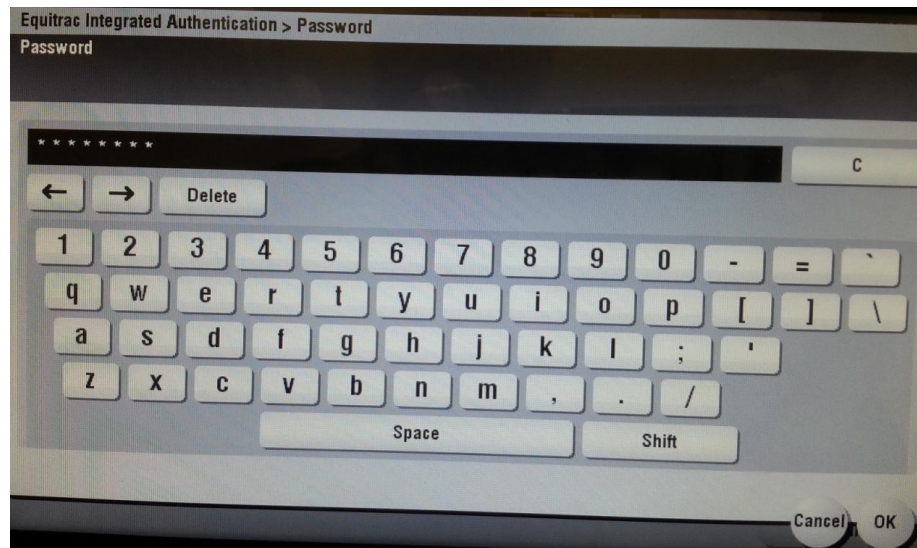 Equitrac Integrated Authentication > Password
Password
* * * * * * * *
C
← → Delete
1 2 3 4 5 6 7 8 9 0 - = `
q w e r t y u i o p [ ] \
a s d f g h j k l ; '
z x c v b n m , . /
Space Shift
Cancel OK